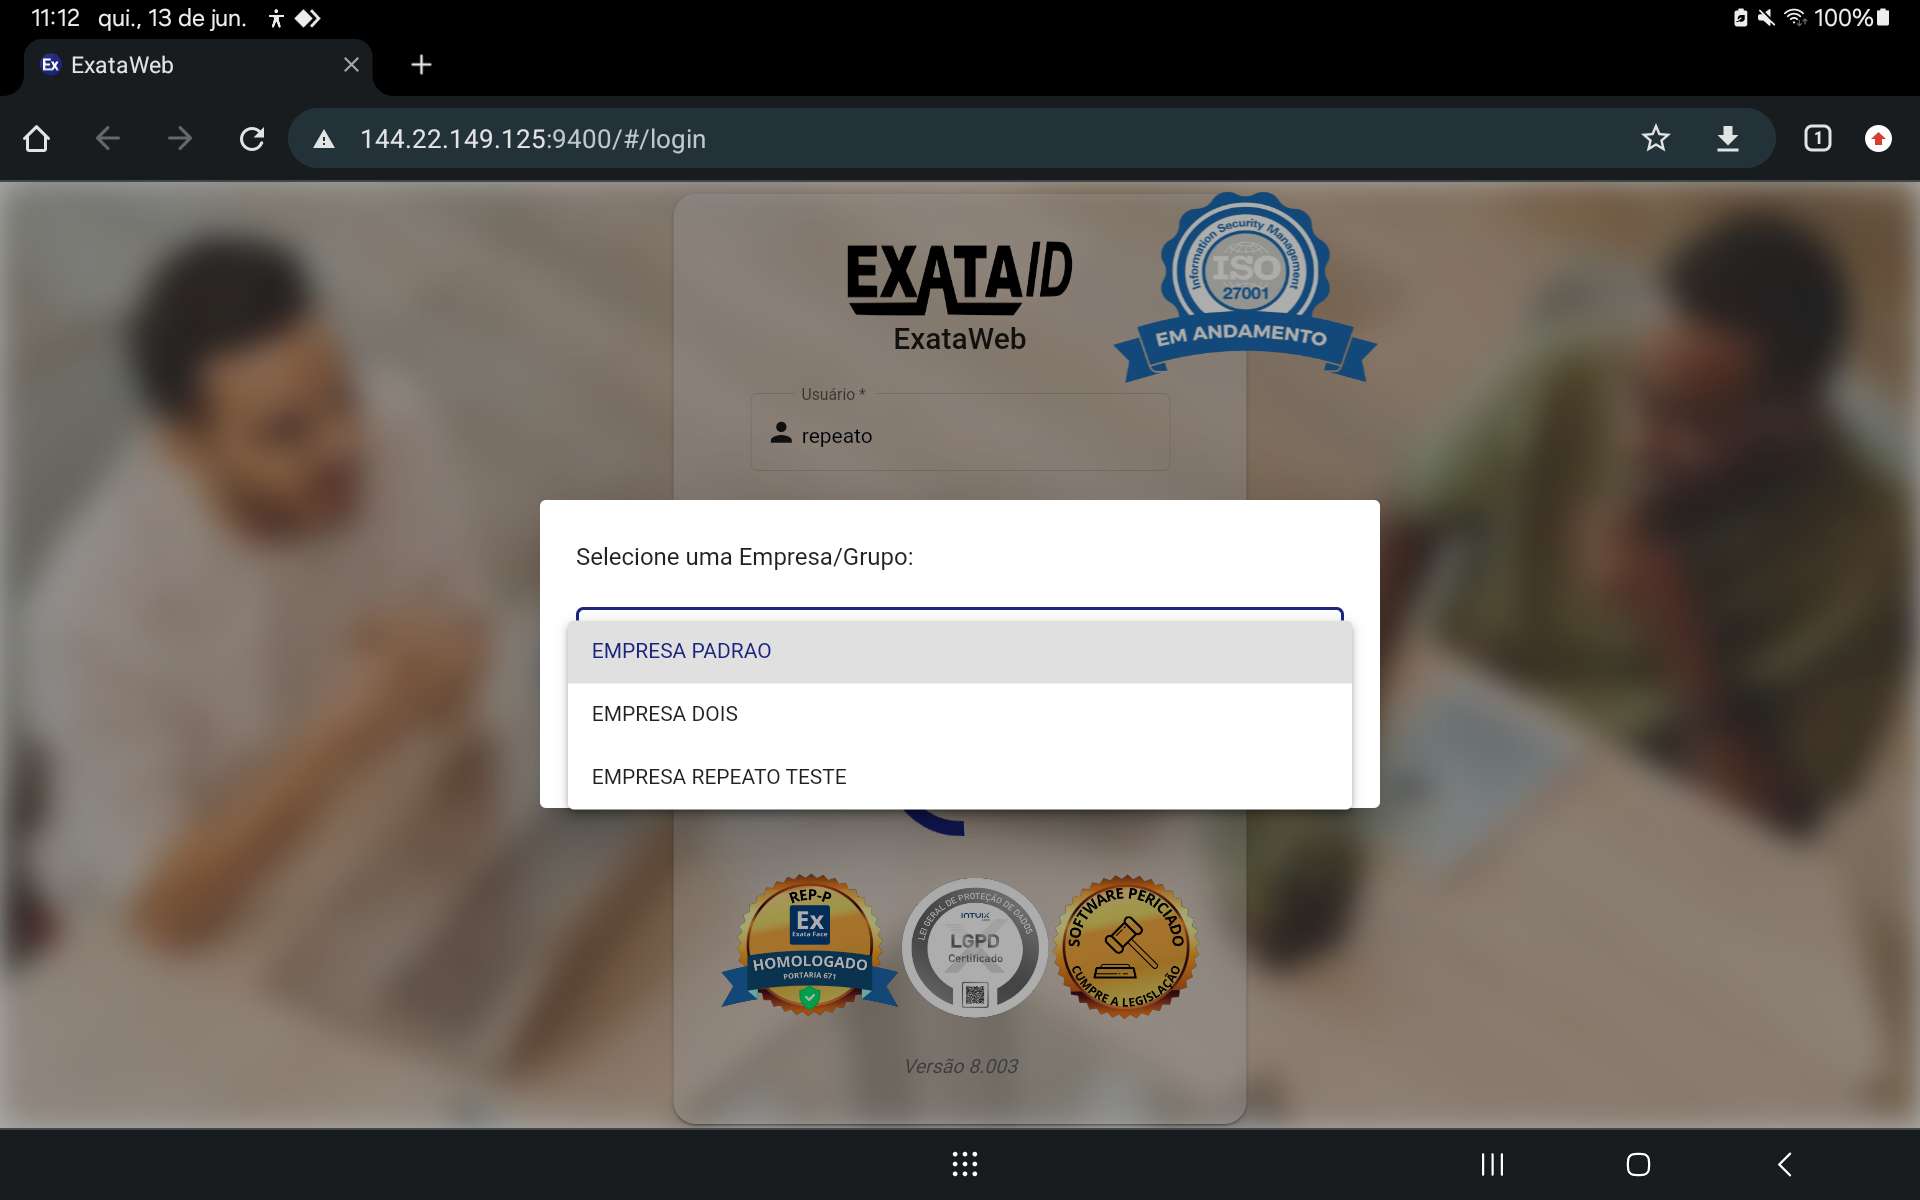 11:12 qui., 13 de jun. 100%
Ex ExataWeb
144.22.149.125:9400/#/login 1
EXATAID
ExataWeb
Information Security Management
ISO
27001
EM ANDAMENTO
Usuário *
repeato
Selecione uma Empresa/Grupo:
EMPRESA PADRAO
EMPRESA DOIS
EMPRESA REPEATO TESTE
REP-P
Ex
Exata Face
HOMOLOGADO
PORTARIA 671
LEI GERAL DE PROTEÇÃO DE DADOS
INTUIX
LGPD
Certificado
SOFTWARE PERICIADO
CUMPRE A LEGISLAÇÃO
Versão 8.003